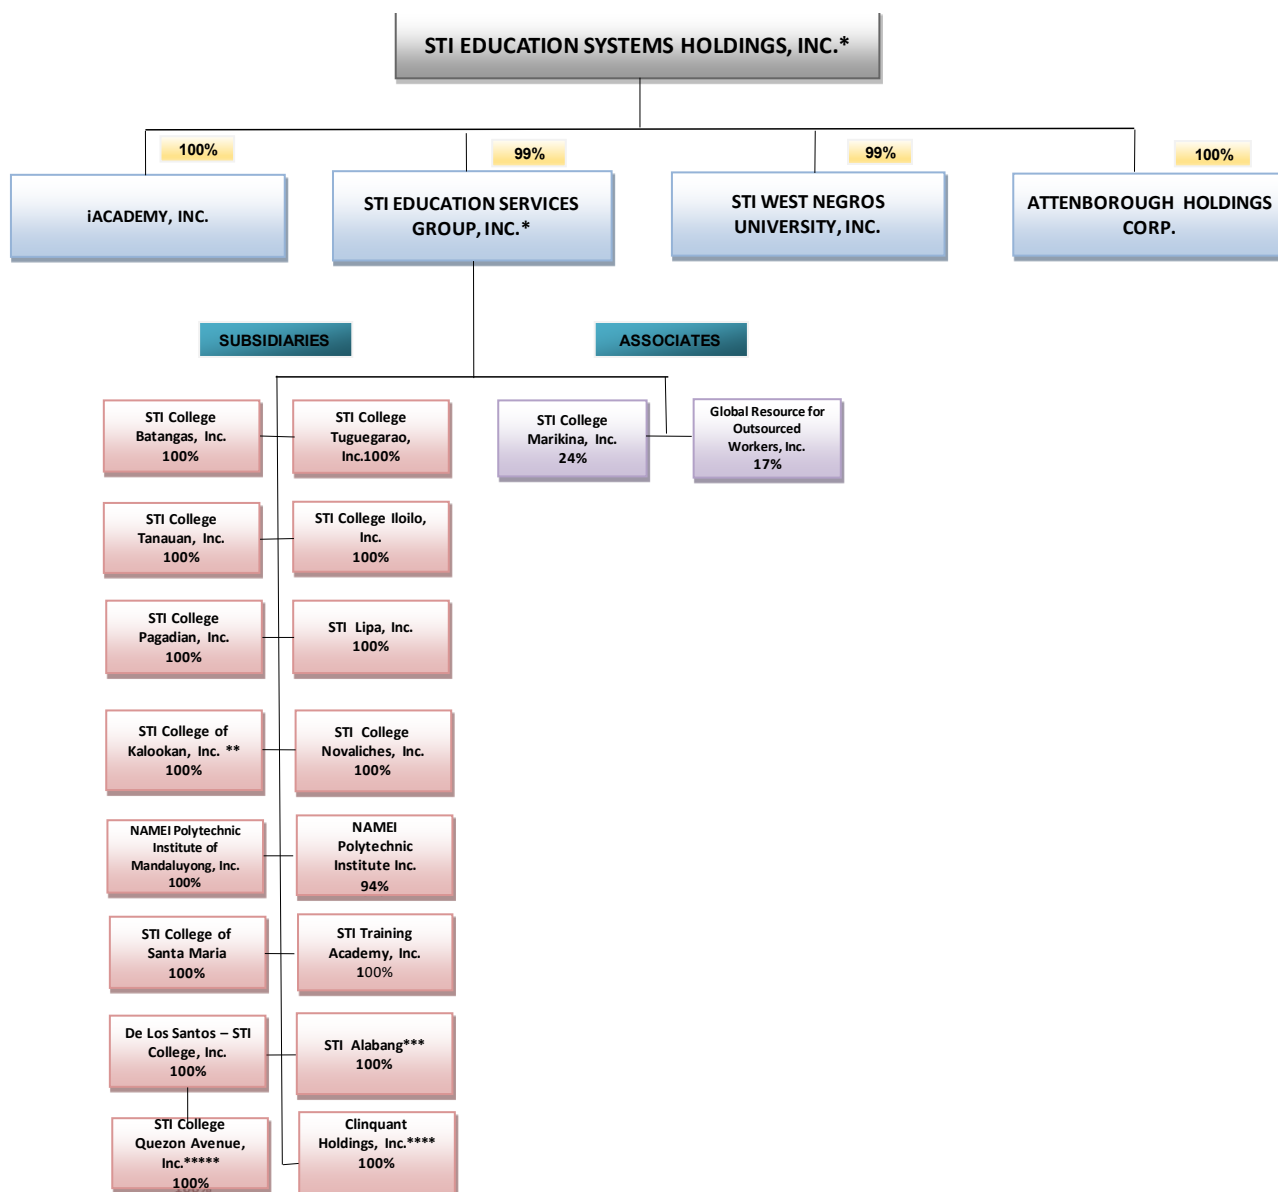 STI EDUCATION SYSTEMS HOLDINGS, INC.*
100%
99%
99%
100%
iACADEMY, INC.
STI EDUCATION SERVICES
GROUP, INC.*
STI WEST NEGROS
UNIVERSITY, INC.
ATTENBOROUGH HOLDINGS
CORP.
SUBSIDIARIES
ASSOCIATES
STI College
Batangas, Inc.
100%
STI College
Tuguegarao,
Inc.100%
STI College
Marikina, Inc.
24%
Global Resource for
Outsourced
Workers, Inc.
17%
STI College
Tanauan, Inc.
100%
STI College Iloilo,
Inc.
100%
STI College
Pagadian, Inc.
100%
STI Lipa, Inc.
100%
STI College of
Kalookan, Inc. **
100%
STI College
Novaliches, Inc.
100%
NAMEI Polytechnic
Institute of
Mandaluyong, Inc.
100%
NAMEI
Polytechnic
Institute Inc.
94%
STI College of
Santa Maria
100%
STI Training
Academy, Inc.
100%
De Los Santos – STI
College, Inc.
100%
STI Alabang***
100%
STI College
Quezon Avenue,
Inc.*****
100%
Clinquant
Holdings, Inc.****
100%